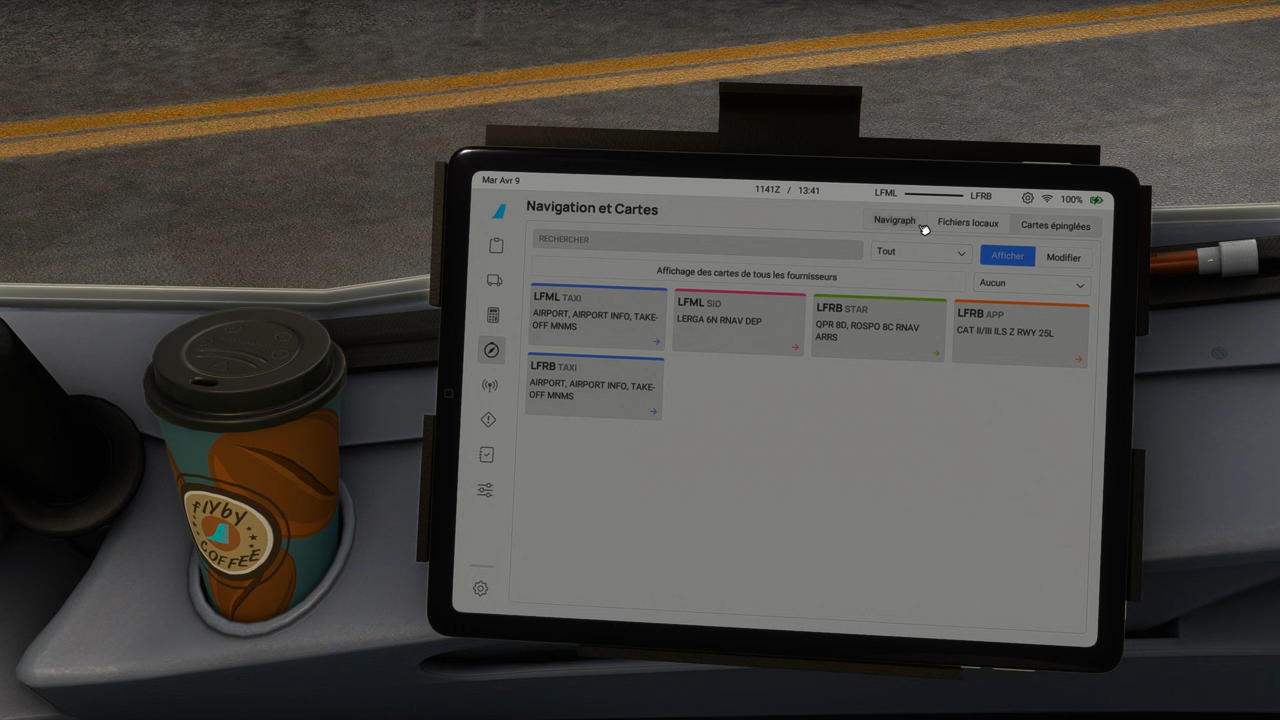 Mar Avr 9
1141Z / 13:41
LFML LFRB
100%
Navigation et Cartes
Navigraph
Fichiers locaux
Cartes épinglées
RECHERCHER
Tout
Afficher
Modifier
Affichage des cartes de tous les fournisseurs
Aucun
LFML TAXI
AIRPORT, AIRPORT INFO, TAKE-
OFF MNMS
LFML SID
LERGA 6N RNAV DEP
LFRB STAR
QPR 8D, ROSPO 8C RNAV
ARRS
LFRB APP
CAT II/III ILS Z RWY 25L
LFRB TAXI
AIRPORT, AIRPORT INFO, TAKE-
OFF MNMS
flyby
COFFEE